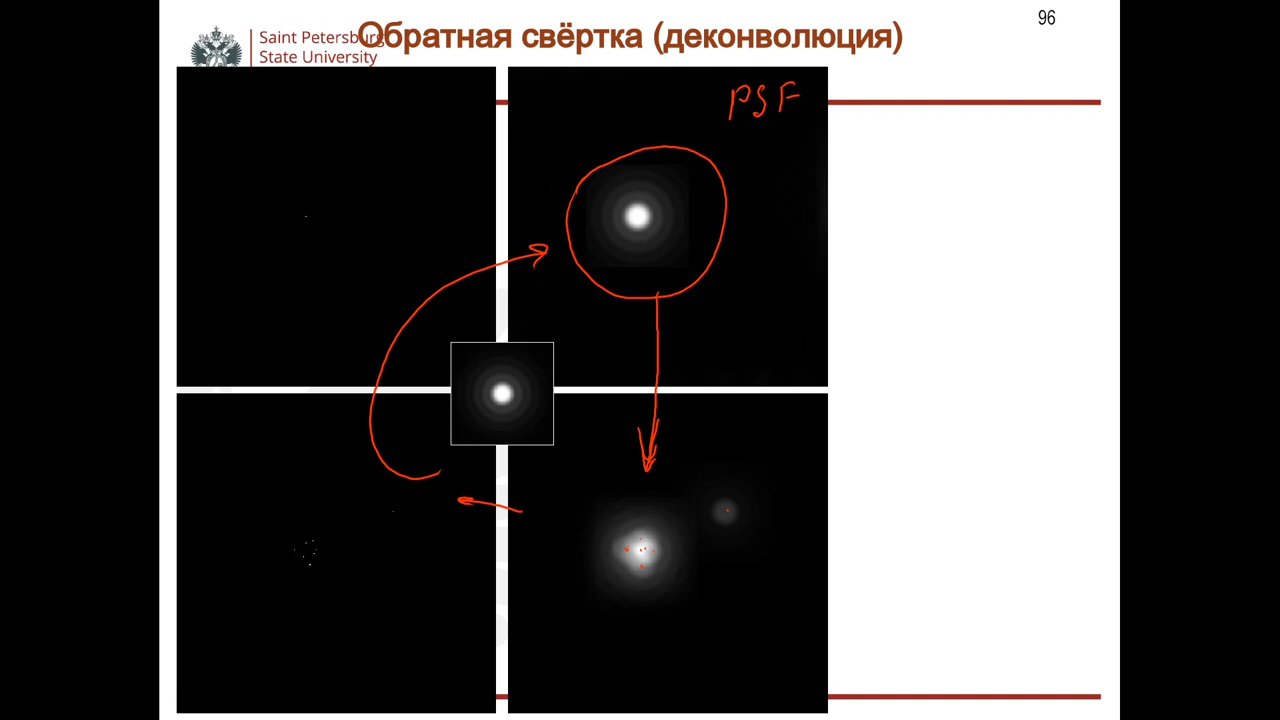 96
Обратная свёртка (деконволюция)
Saint Petersburg
State University
PSF